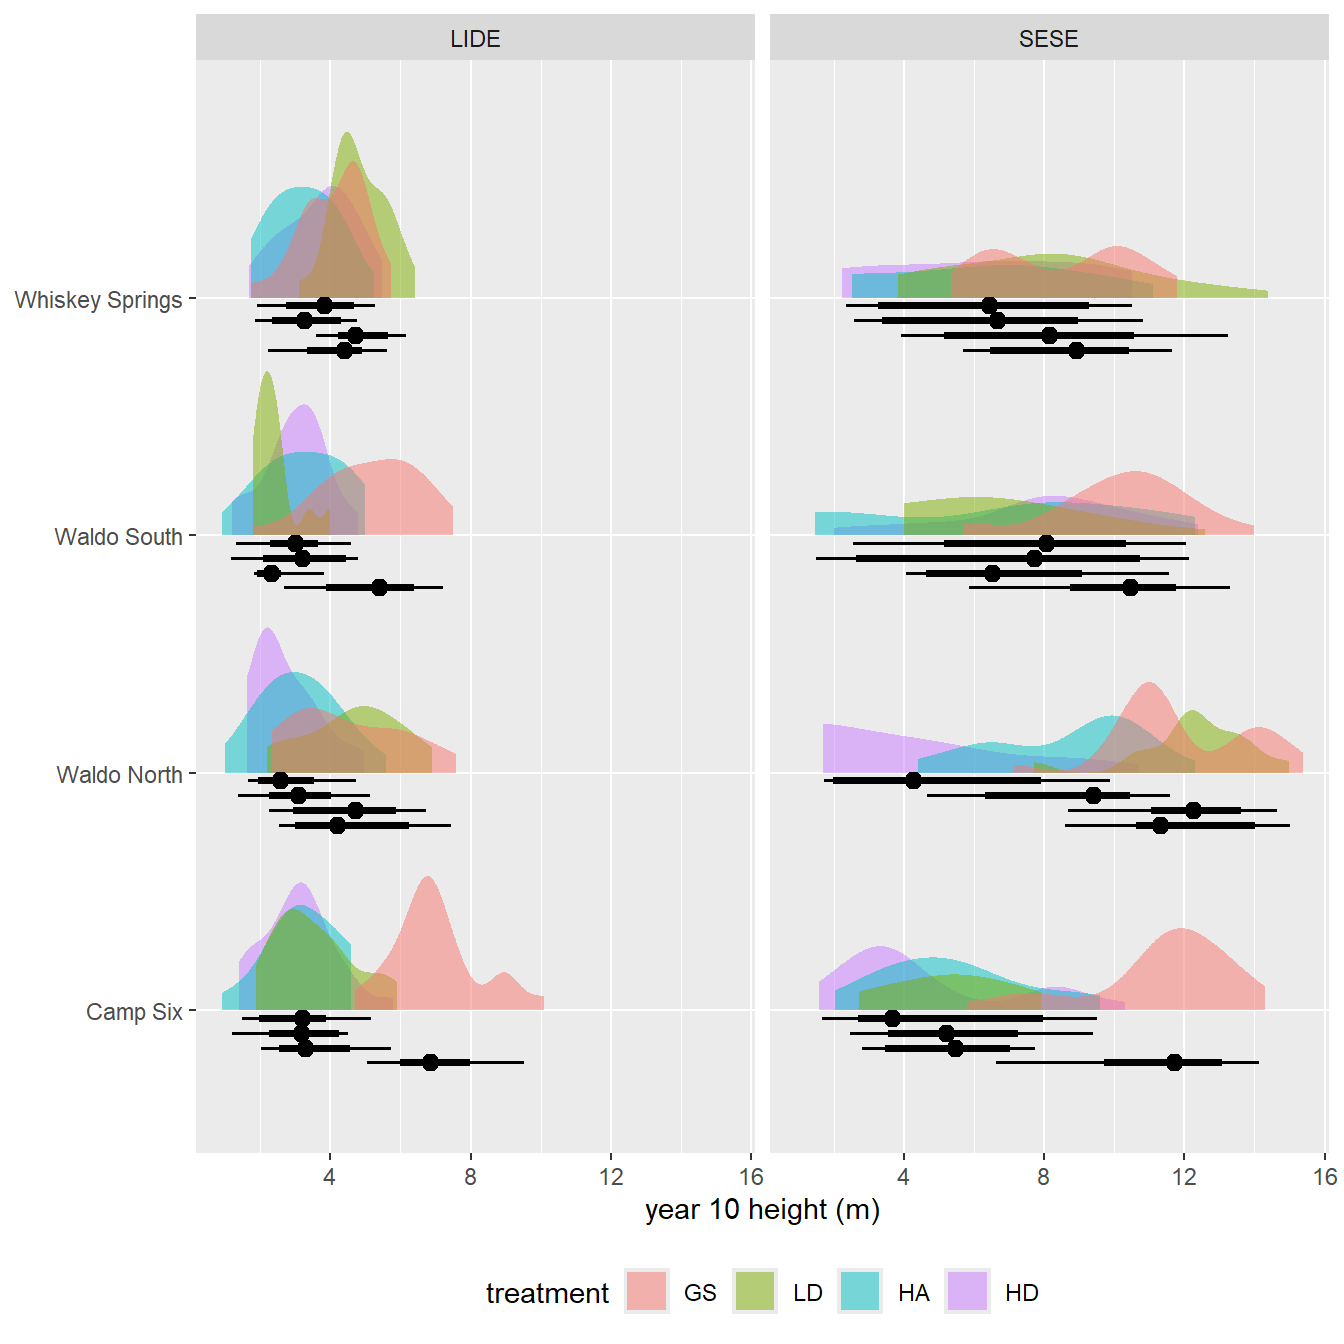 LIDE SESE
Whiskey Springs
Waldo South
Waldo North
Camp Six
4 8 12 16 4 8 12 16
year 10 height (m)
treatment GS LD HA HD